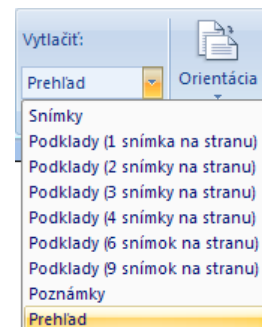 Vytlačiť:
Prehľad
Orientácia
Snímky
Podklady (1 snímka na stranu)
Podklady (2 snímky na stranu)
Podklady (3 snímky na stranu)
Podklady (4 snímky na stranu)
Podklady (6 snímok na stranu)
Podklady (9 snímok na stranu)
Poznámky
Prehľad